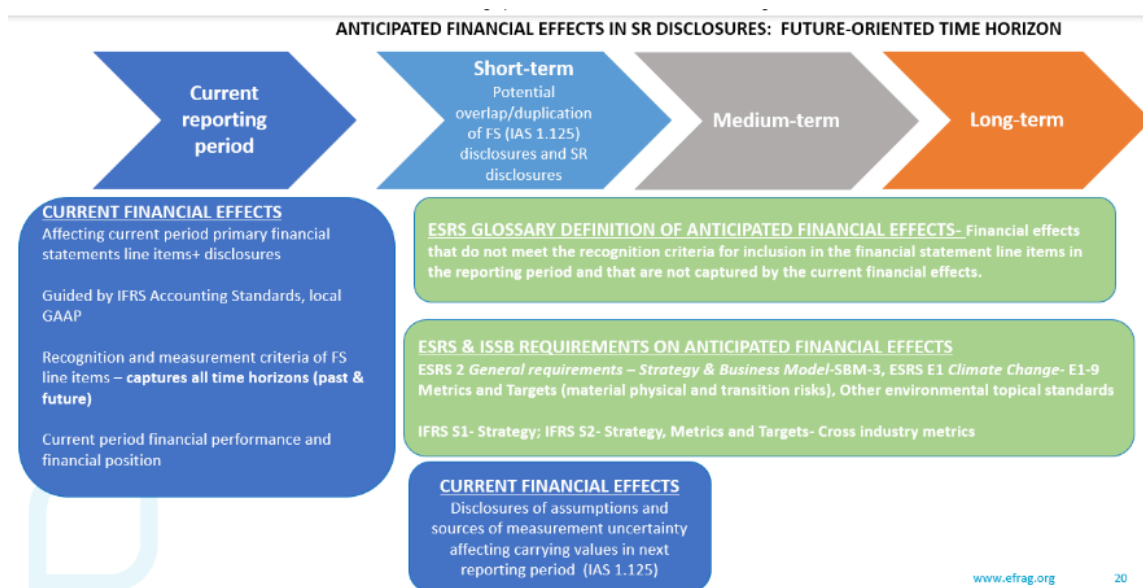 ANTICIPATED FINANCIAL EFFECTS IN SR DISCLOSURES: FUTURE-ORIENTED TIME HORIZON
Current
reporting
period
Short-term
Potential
overlap/duplication
of FS (IAS 1.125)
disclosures and SR
disclosures
Medium-term
Long-term
CURRENT FINANCIAL EFFECTS
Affecting current period primary financial
statements line items+ disclosures
Guided by IFRS Accounting Standards, local
GAAP
Recognition and measurement criteria of FS
line items – captures all time horizons (past &
future)
Current period financial performance and
financial position
ESRS GLOSSARY DEFINITION OF ANTICIPATED FINANCIAL EFFECTS- Financial effects
that do not meet the recognition criteria for inclusion in the financial statement line items in
the reporting period and that are not captured by the current financial effects.
ESRS & ISSB REQUIREMENTS ON ANTICIPATED FINANCIAL EFFECTS
ESRS 2 General requirements – Strategy & Business Model-SBM-3, ESRS E1 Climate Change- E1-9
Metrics and Targets (material physical and transition risks), Other environmental topical standards
IFRS S1- Strategy; IFRS S2- Strategy, Metrics and Targets- Cross industry metrics
CURRENT FINANCIAL EFFECTS
Disclosures of assumptions and
sources of measurement uncertainty
affecting carrying values in next
reporting period (IAS 1.125)
www.efrag.org
20